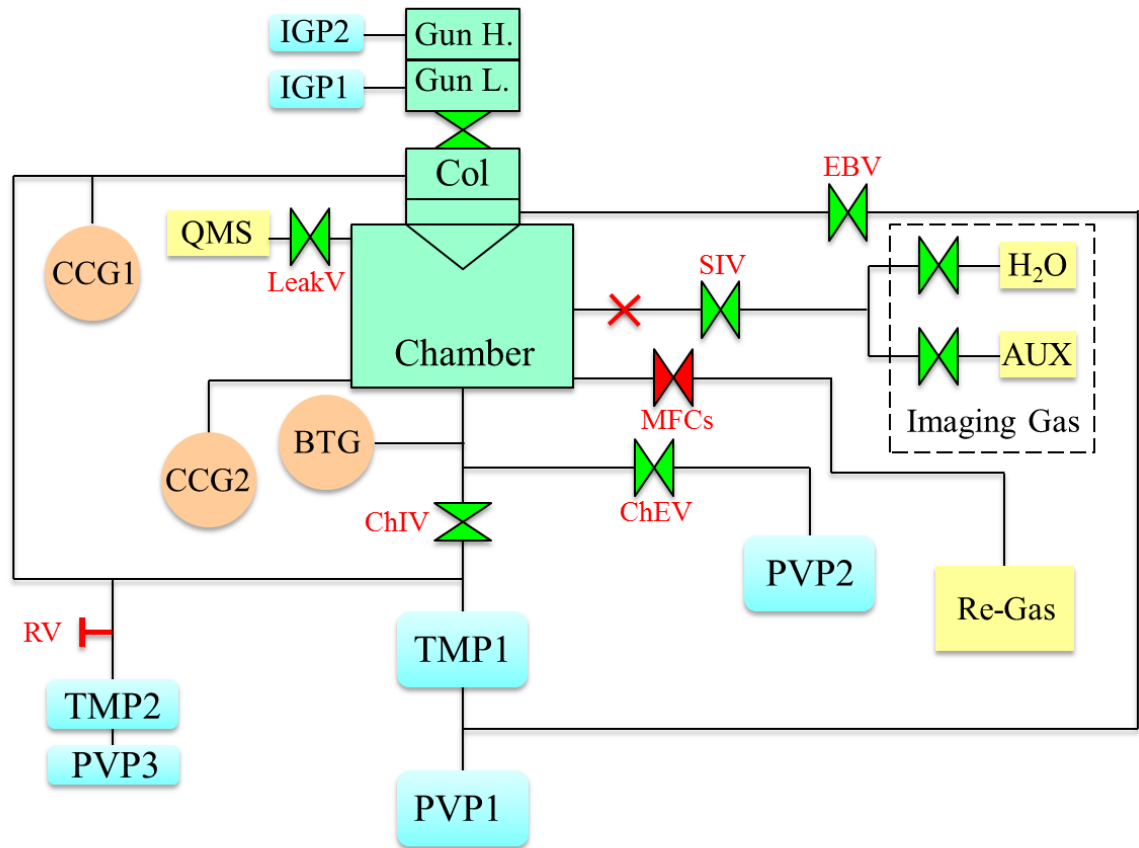 IGP2
Gun H.
IGP1
Gun L.
Col
EBV
QMS
LeakV
CCG1
SIV
H₂O
Chamber
AUX
MFCs
Imaging Gas
BTG
CCG2
ChEV
ChIV
PVP2
Re-Gas
RV
TMP1
TMP2
PVP3
PVP1